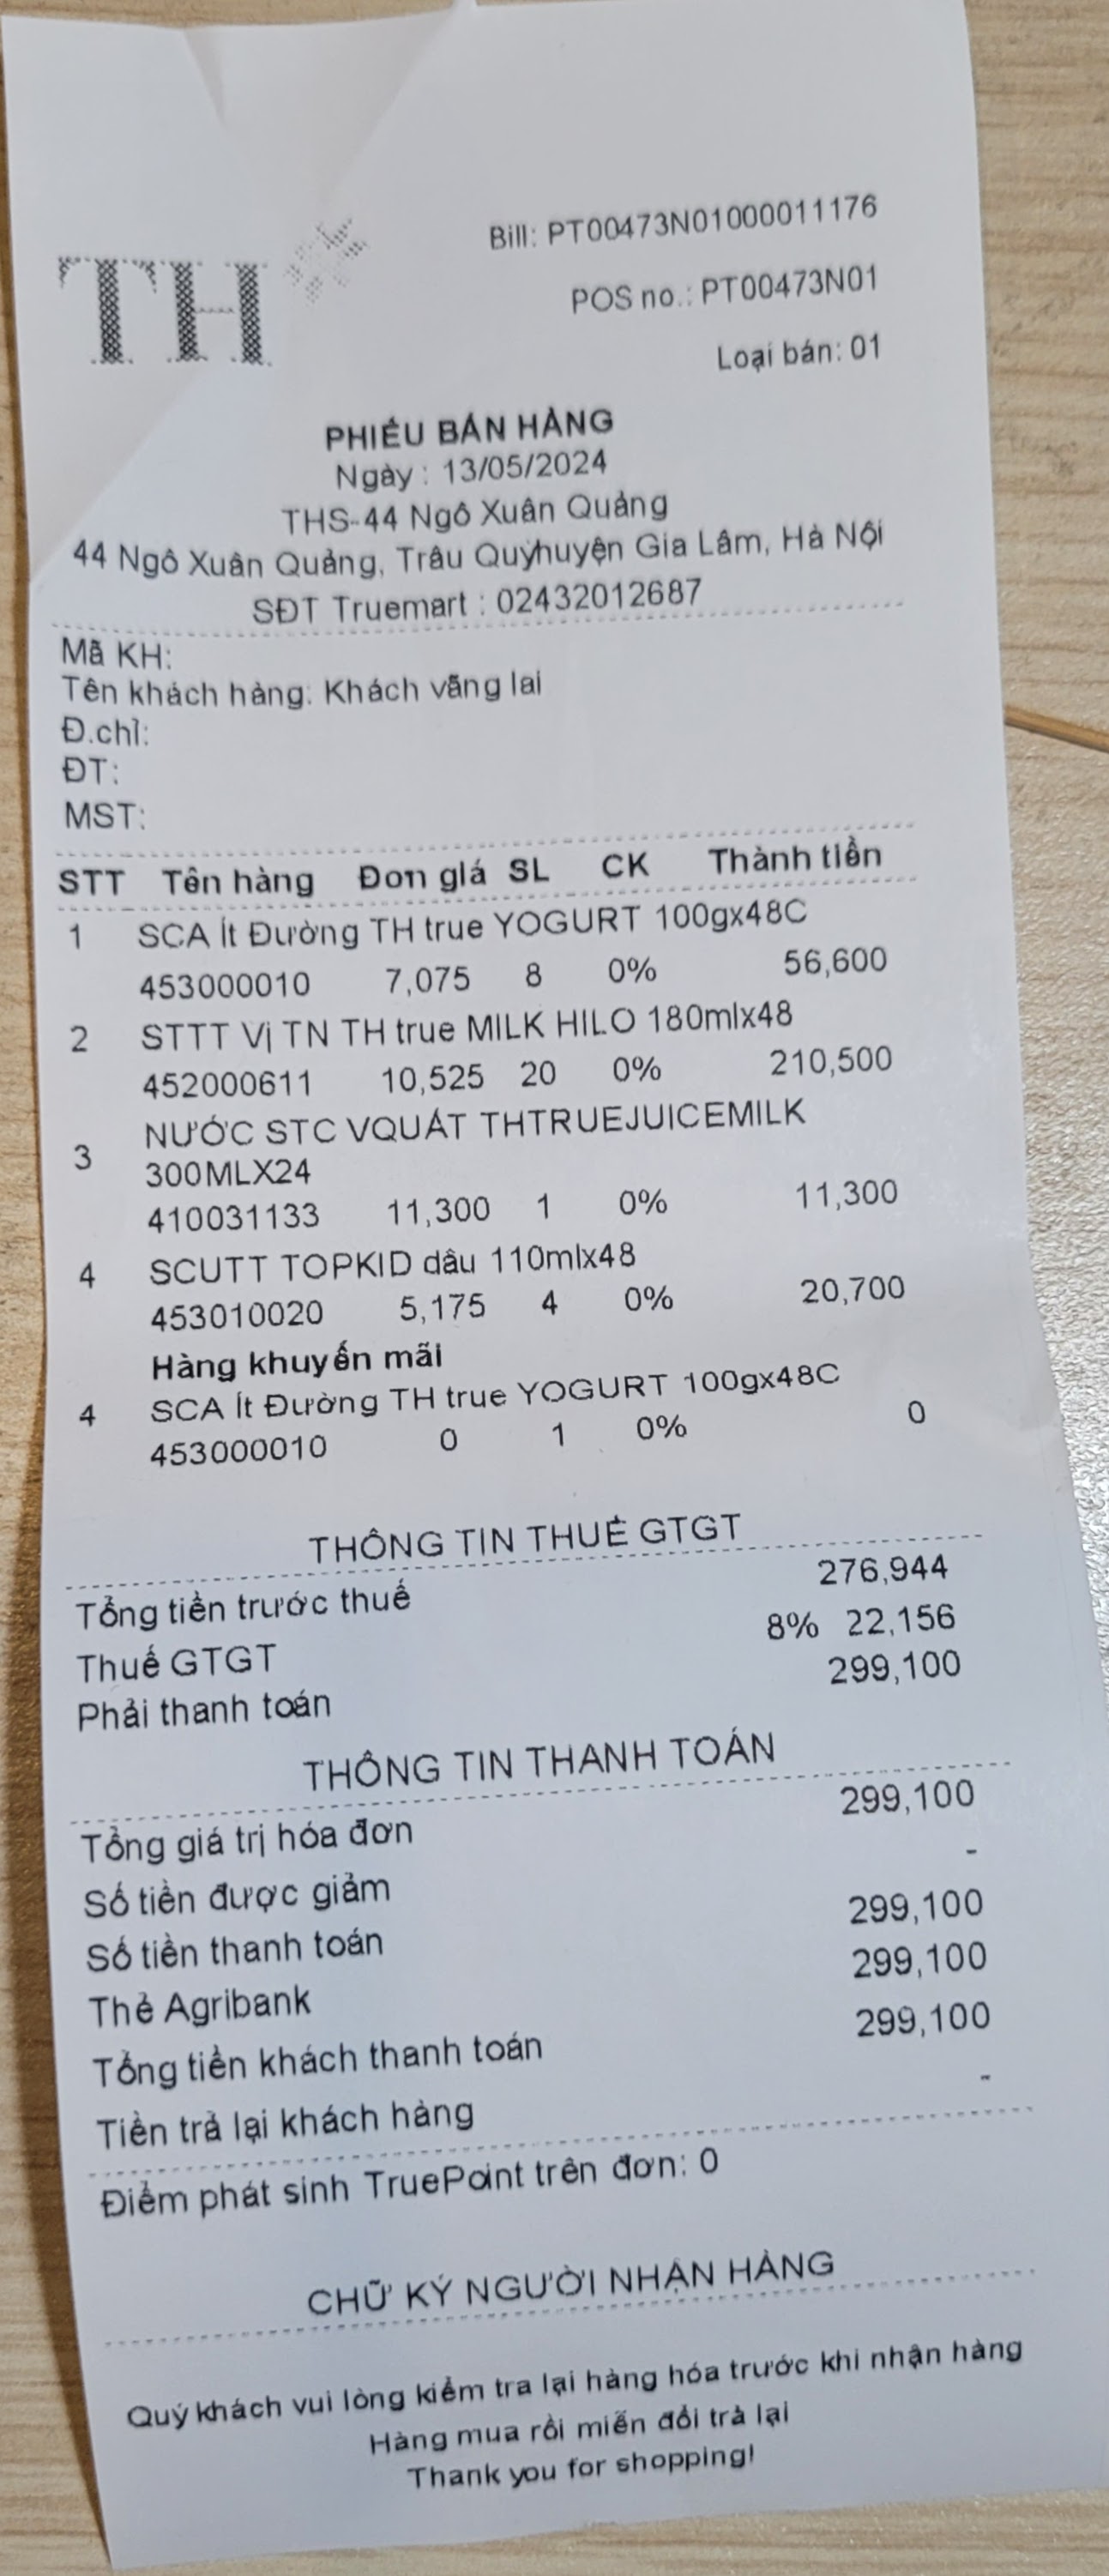 TH
Bill: PT00473N01000011176
POS no.: PT00473N01
Loại bán: 01
PHIẾU BÁN HÀNG
Ngày : 13/05/2024
THS-44 Ngô Xuân Quảng
44 Ngô Xuân Quảng, Trâu Quỳhuyện Gia Lâm, Hà Nội
SĐT Truemart : 02432012687
Mã KH:
Tên khách hàng: Khách vãng lai
Đ.chỉ:
ĐT:
MST:
STT Tên hàng Đơn giá SL CK Thành tiền
1 SCA Ít Đường TH true YOGURT 100gx48C
453000010 7,075 8 0% 56,600
2 STTT Vị TN TH true MILK HILO 180mlx48
452000611 10,525 20 0% 210,500
3 NƯỚC STC VQUẤT THTRUEJUICEMILK
300MLX24
410031133 11,300 1 0% 11,300
4 SCUTT TOPKID dâu 110mlx48
453010020 5,175 4 0% 20,700
Hàng khuyến mãi
4 SCA Ít Đường TH true YOGURT 100gx48C
453000010 0 1 0% 0
THÔNG TIN THUẾ GTGT
Tổng tiền trước thuế 276,944
Thuế GTGT 8% 22,156
Phải thanh toán 299,100
THÔNG TIN THANH TOÁN
Tổng giá trị hóa đơn 299,100
Số tiền được giảm -
Số tiền thanh toán 299,100
Thẻ Agribank 299,100
Tổng tiền khách thanh toán 299,100
Tiền trả lại khách hàng -
Điểm phát sinh TruePoint trên đơn: 0
CHỮ KÝ NGƯỜI NHẬN HÀNG
Quý khách vui lòng kiểm tra lại hàng hóa trước khi nhận hàng
Hàng mua rồi miễn đổi trả lại
Thank you for shopping!